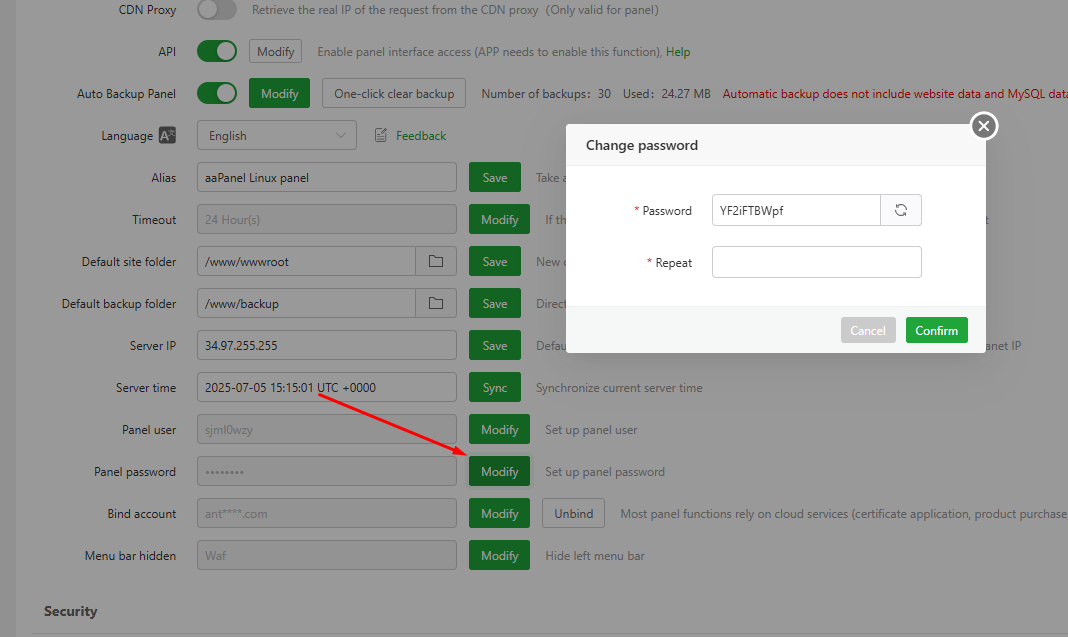 CDN Proxy Retrieve the real IP of the request from the CDN proxy (Only valid for panel)
API Modify Enable panel interface access (APP needs to enable this function), Help
Auto Backup Panel Modify One-click clear backup Number of backups: 30 Used: 24.27 MB Automatic backup does not include website data and MySQL
Language English Feedback
Alias aaPanel Linux panel Save Take
Timeout 24 Hour(s) Modify If
Default site folder /www/wwwroot Save New
Default backup folder /www/backup Save
Server IP 34.97.255.255 Save IP
Server time 2025-07-05 15:15:01 UTC +0000 Sync Synchronize current server time
Panel user sjml0wzy Modify Set up panel user
Panel password •••••••• Modify Set up panel password
Bind account ant****.com Modify Unbind Most panel functions rely on cloud services (certificate application, product purchase
Menu bar hidden Waf Modify Hide left menu bar
Security
Change password
* Password YF2iFTBWpf
* Repeat
Cancel Confirm